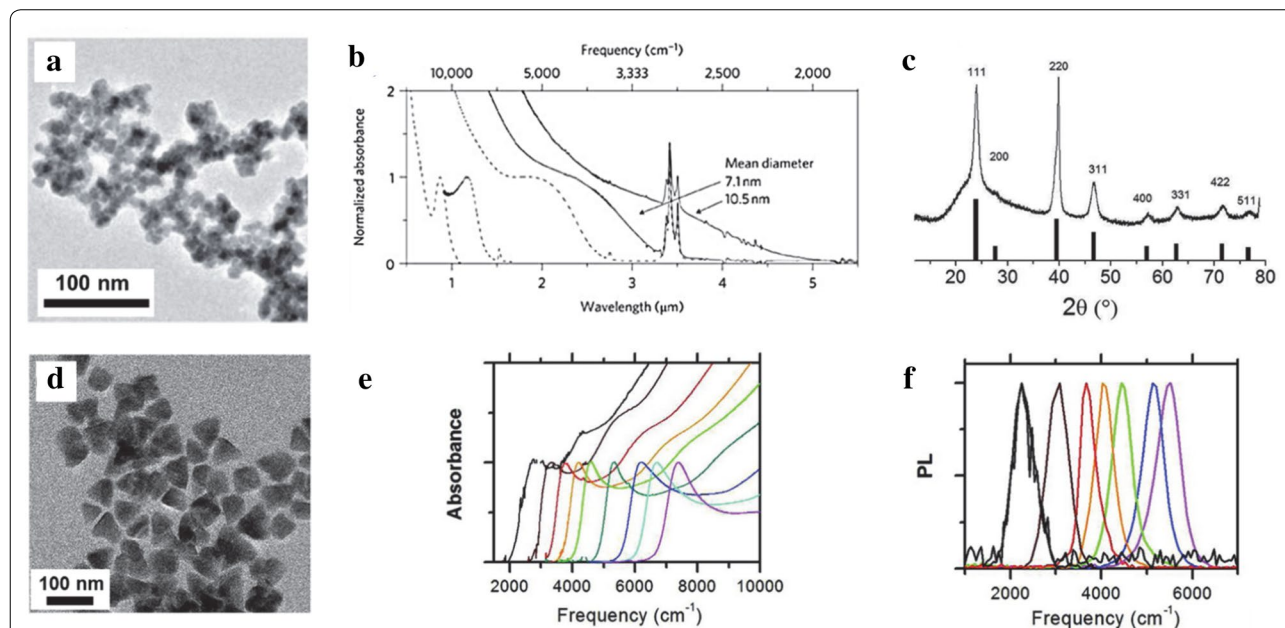 a
100 nm
b
Frequency (cm⁻¹)
10,000 5,000 3,333 2,500 2,000
Normalized absorbance
2
1
0
Mean diameter
7.1 nm
10.5 nm
1 2 3 4 5
Wavelength (μm)
c
111
200
220
311
400
331
422
511
20 30 40 50 60 70 80
2θ (°)
d
100 nm
e
Absorbance
2000 4000 6000 8000 10000
Frequency (cm⁻¹)
f
PL
2000 4000 6000
Frequency (cm⁻¹)